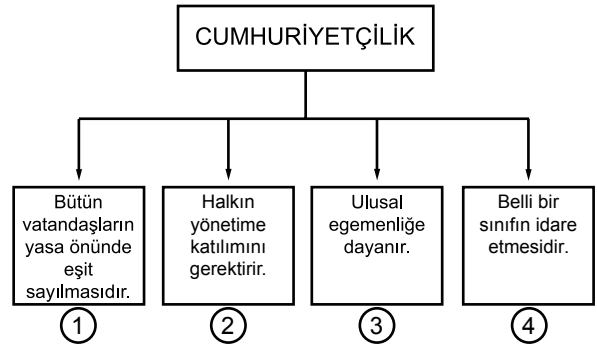 CUMHURİYETÇİLİK
Bütün
vatandaşların
yasa önünde
eşit
sayılmasıdır.
1
Halkın
yönetime
katılımını
gerektirir.
2
Ulusal
egemenliğe
dayanır.
3
Belli bir
sınıfın idare
etmesidir.
4